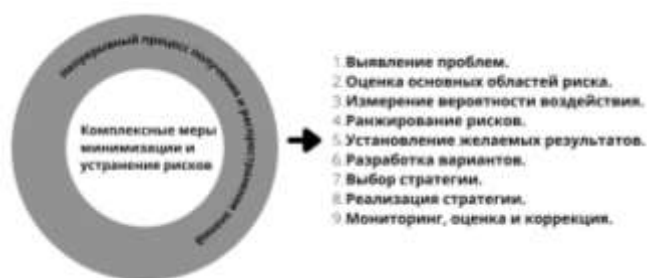 Непрерывный процесс получения и распространения знаний
Комплексные меры
минимизации и
устранения рисков
1. Выявление проблем.
2. Оценка основных областей риска.
3. Измерение вероятности воздействия.
4. Ранжирование рисков.
5. Установление желаемых результатов.
6. Разработка вариантов.
7. Выбор стратегии.
8. Реализация стратегии.
9. Мониторинг, оценка и коррекция.